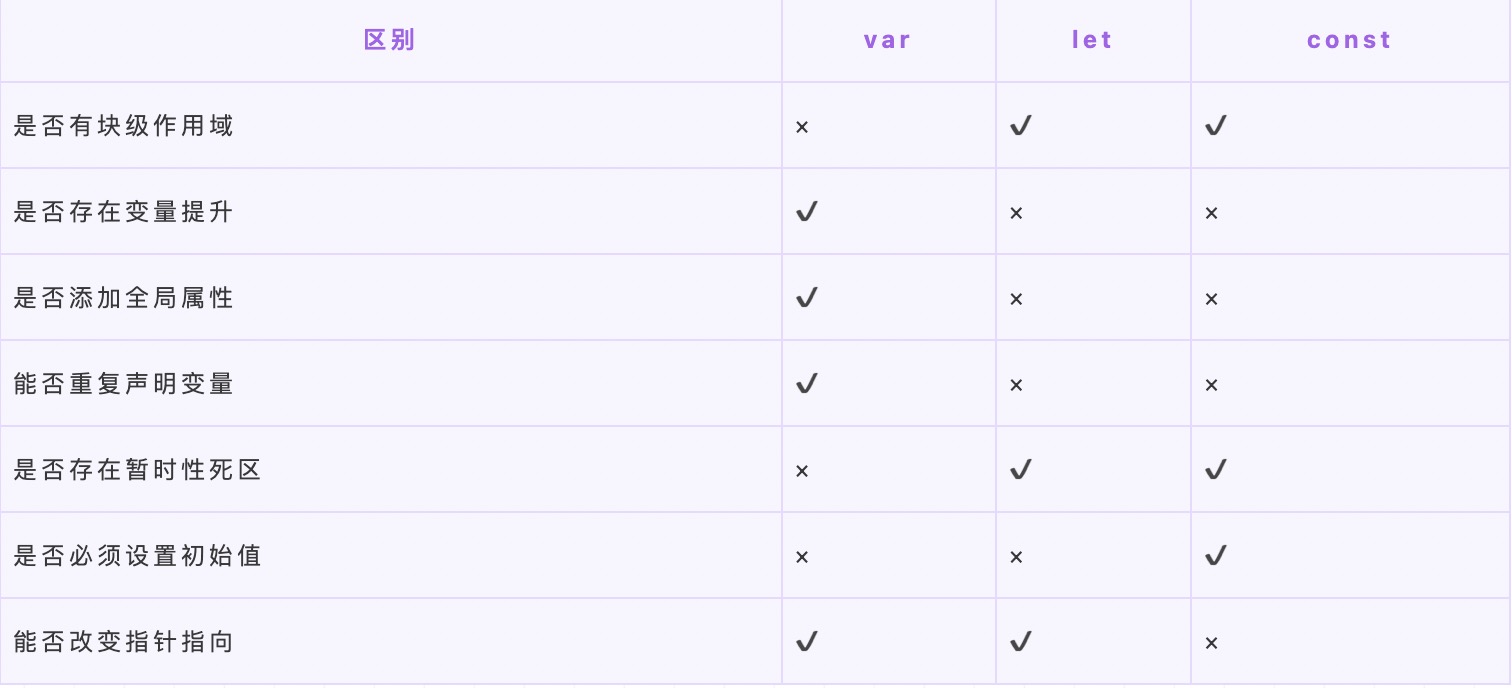 区别 var let const
是否有块级作用域 × ✔ ✔
是否存在变量提升 ✔ × ×
是否添加全局属性 ✔ × ×
能否重复声明变量 ✔ × ×
是否存在暂时性死区 × ✔ ✔
是否必须设置初始值 × × ✔
能否改变指针指向 ✔ ✔ ×